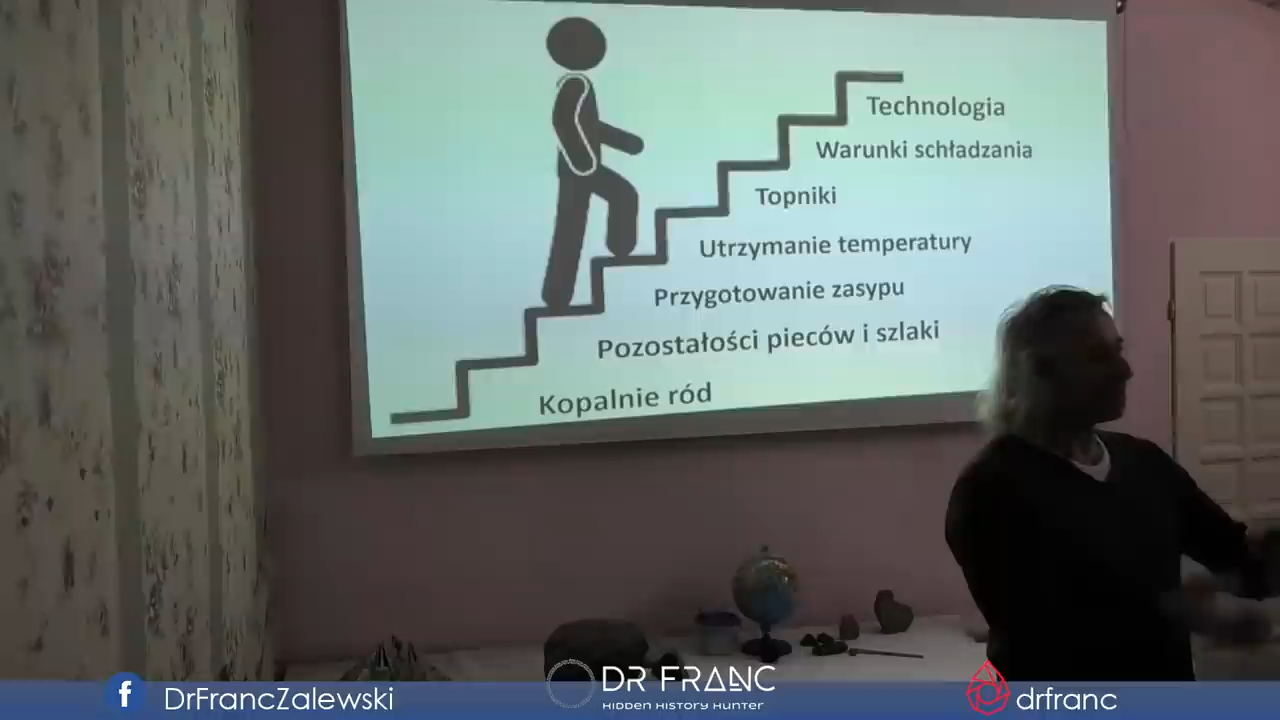 Technologia
Warunki schładzania
Topniki
Utrzymanie temperatury
Przygotowanie zasypu
Pozostałości pieców i szlaki
Kopalnie ród
f DrFrancZalewski
DR FRANC
HIDDEN HISTORY HUNTER
drfranc